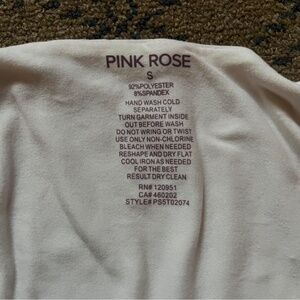 PINK ROSE
S
92%POLYESTER
8%SPANDEX
HAND WASH COLD
SEPARATELY
TURN GARMENT INSIDE
OUT BEFORE WASH
DO NOT WRING OR TWIST
USE ONLY NON-CHLORINE
BLEACH WHEN NEEDED
RESHAPE AND DRY FLAT
COOL IRON AS NEEDED
FOR THE BEST
RESULT DRY CLEAN
RN# 120951
CA# 460202
STYLE# PS5T02074